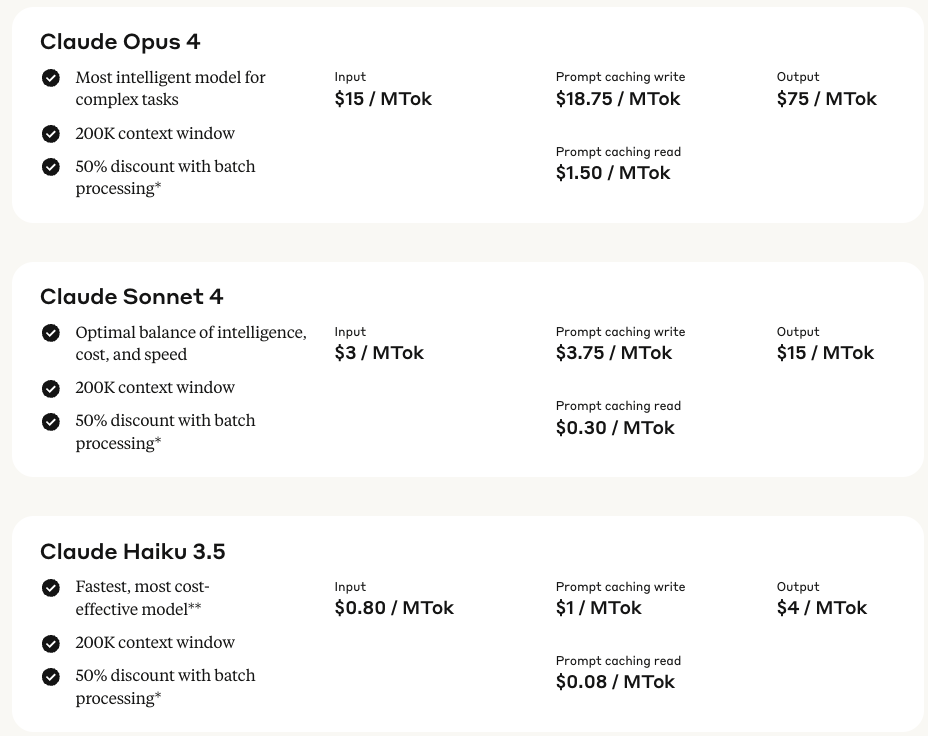 Claude Opus 4
Most intelligent model for
complex tasks
200K context window
50% discount with batch
processing*
Input
$15 / MTok
Prompt caching write
$18.75 / MTok
Prompt caching read
$1.50 / MTok
Output
$75 / MTok
Claude Sonnet 4
Optimal balance of intelligence,
cost, and speed
200K context window
50% discount with batch
processing*
Input
$3 / MTok
Prompt caching write
$3.75 / MTok
Prompt caching read
$0.30 / MTok
Output
$15 / MTok
Claude Haiku 3.5
Fastest, most cost-
effective model**
200K context window
50% discount with batch
processing*
Input
$0.80 / MTok
Prompt caching write
$1 / MTok
Prompt caching read
$0.08 / MTok
Output
$4 / MTok